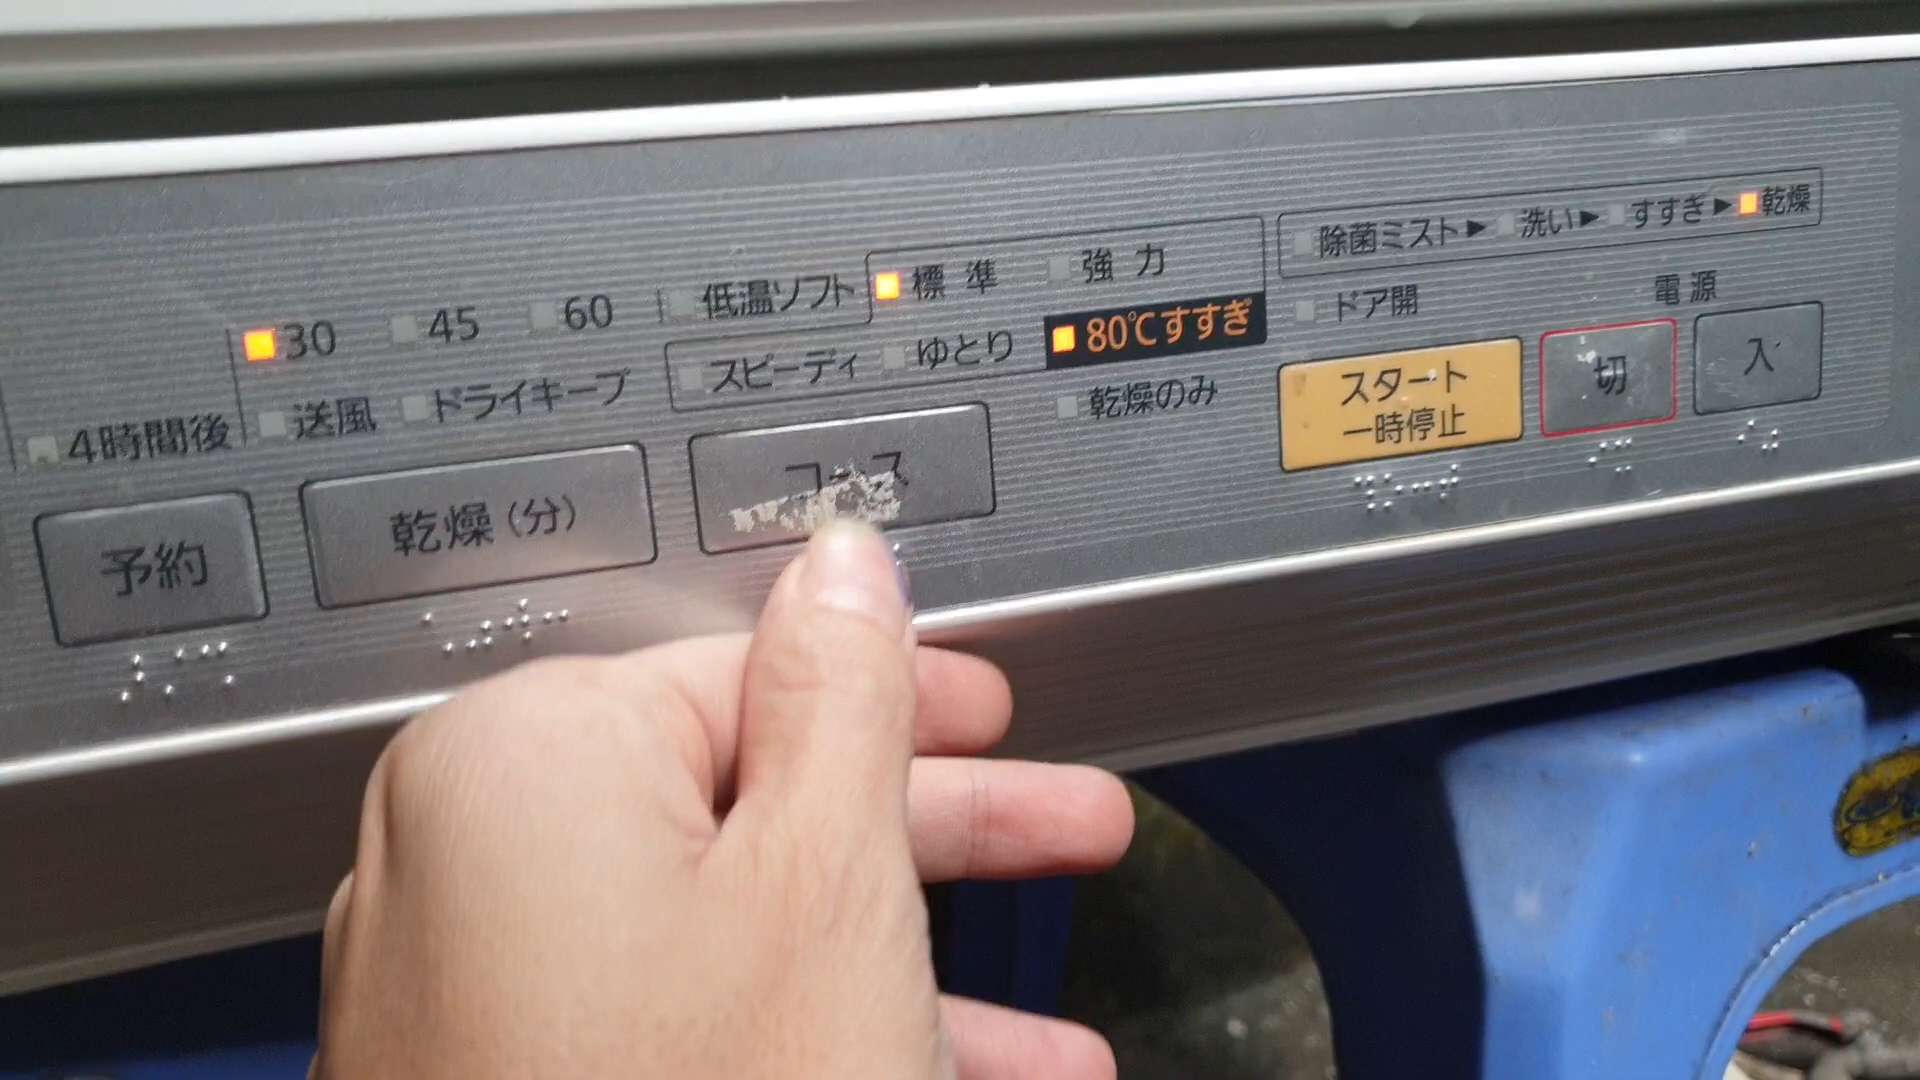 30 45 60
低温ソフト
標準
強力
除菌ミスト▶洗い▶すすぎ▶乾燥
4時間後
送風
ドライキープ
スピーディ
ゆとり
80℃すすぎ
乾燥のみ
ドア開
電源
予約
乾燥(分)
コース
スタート
一時停止
切
入